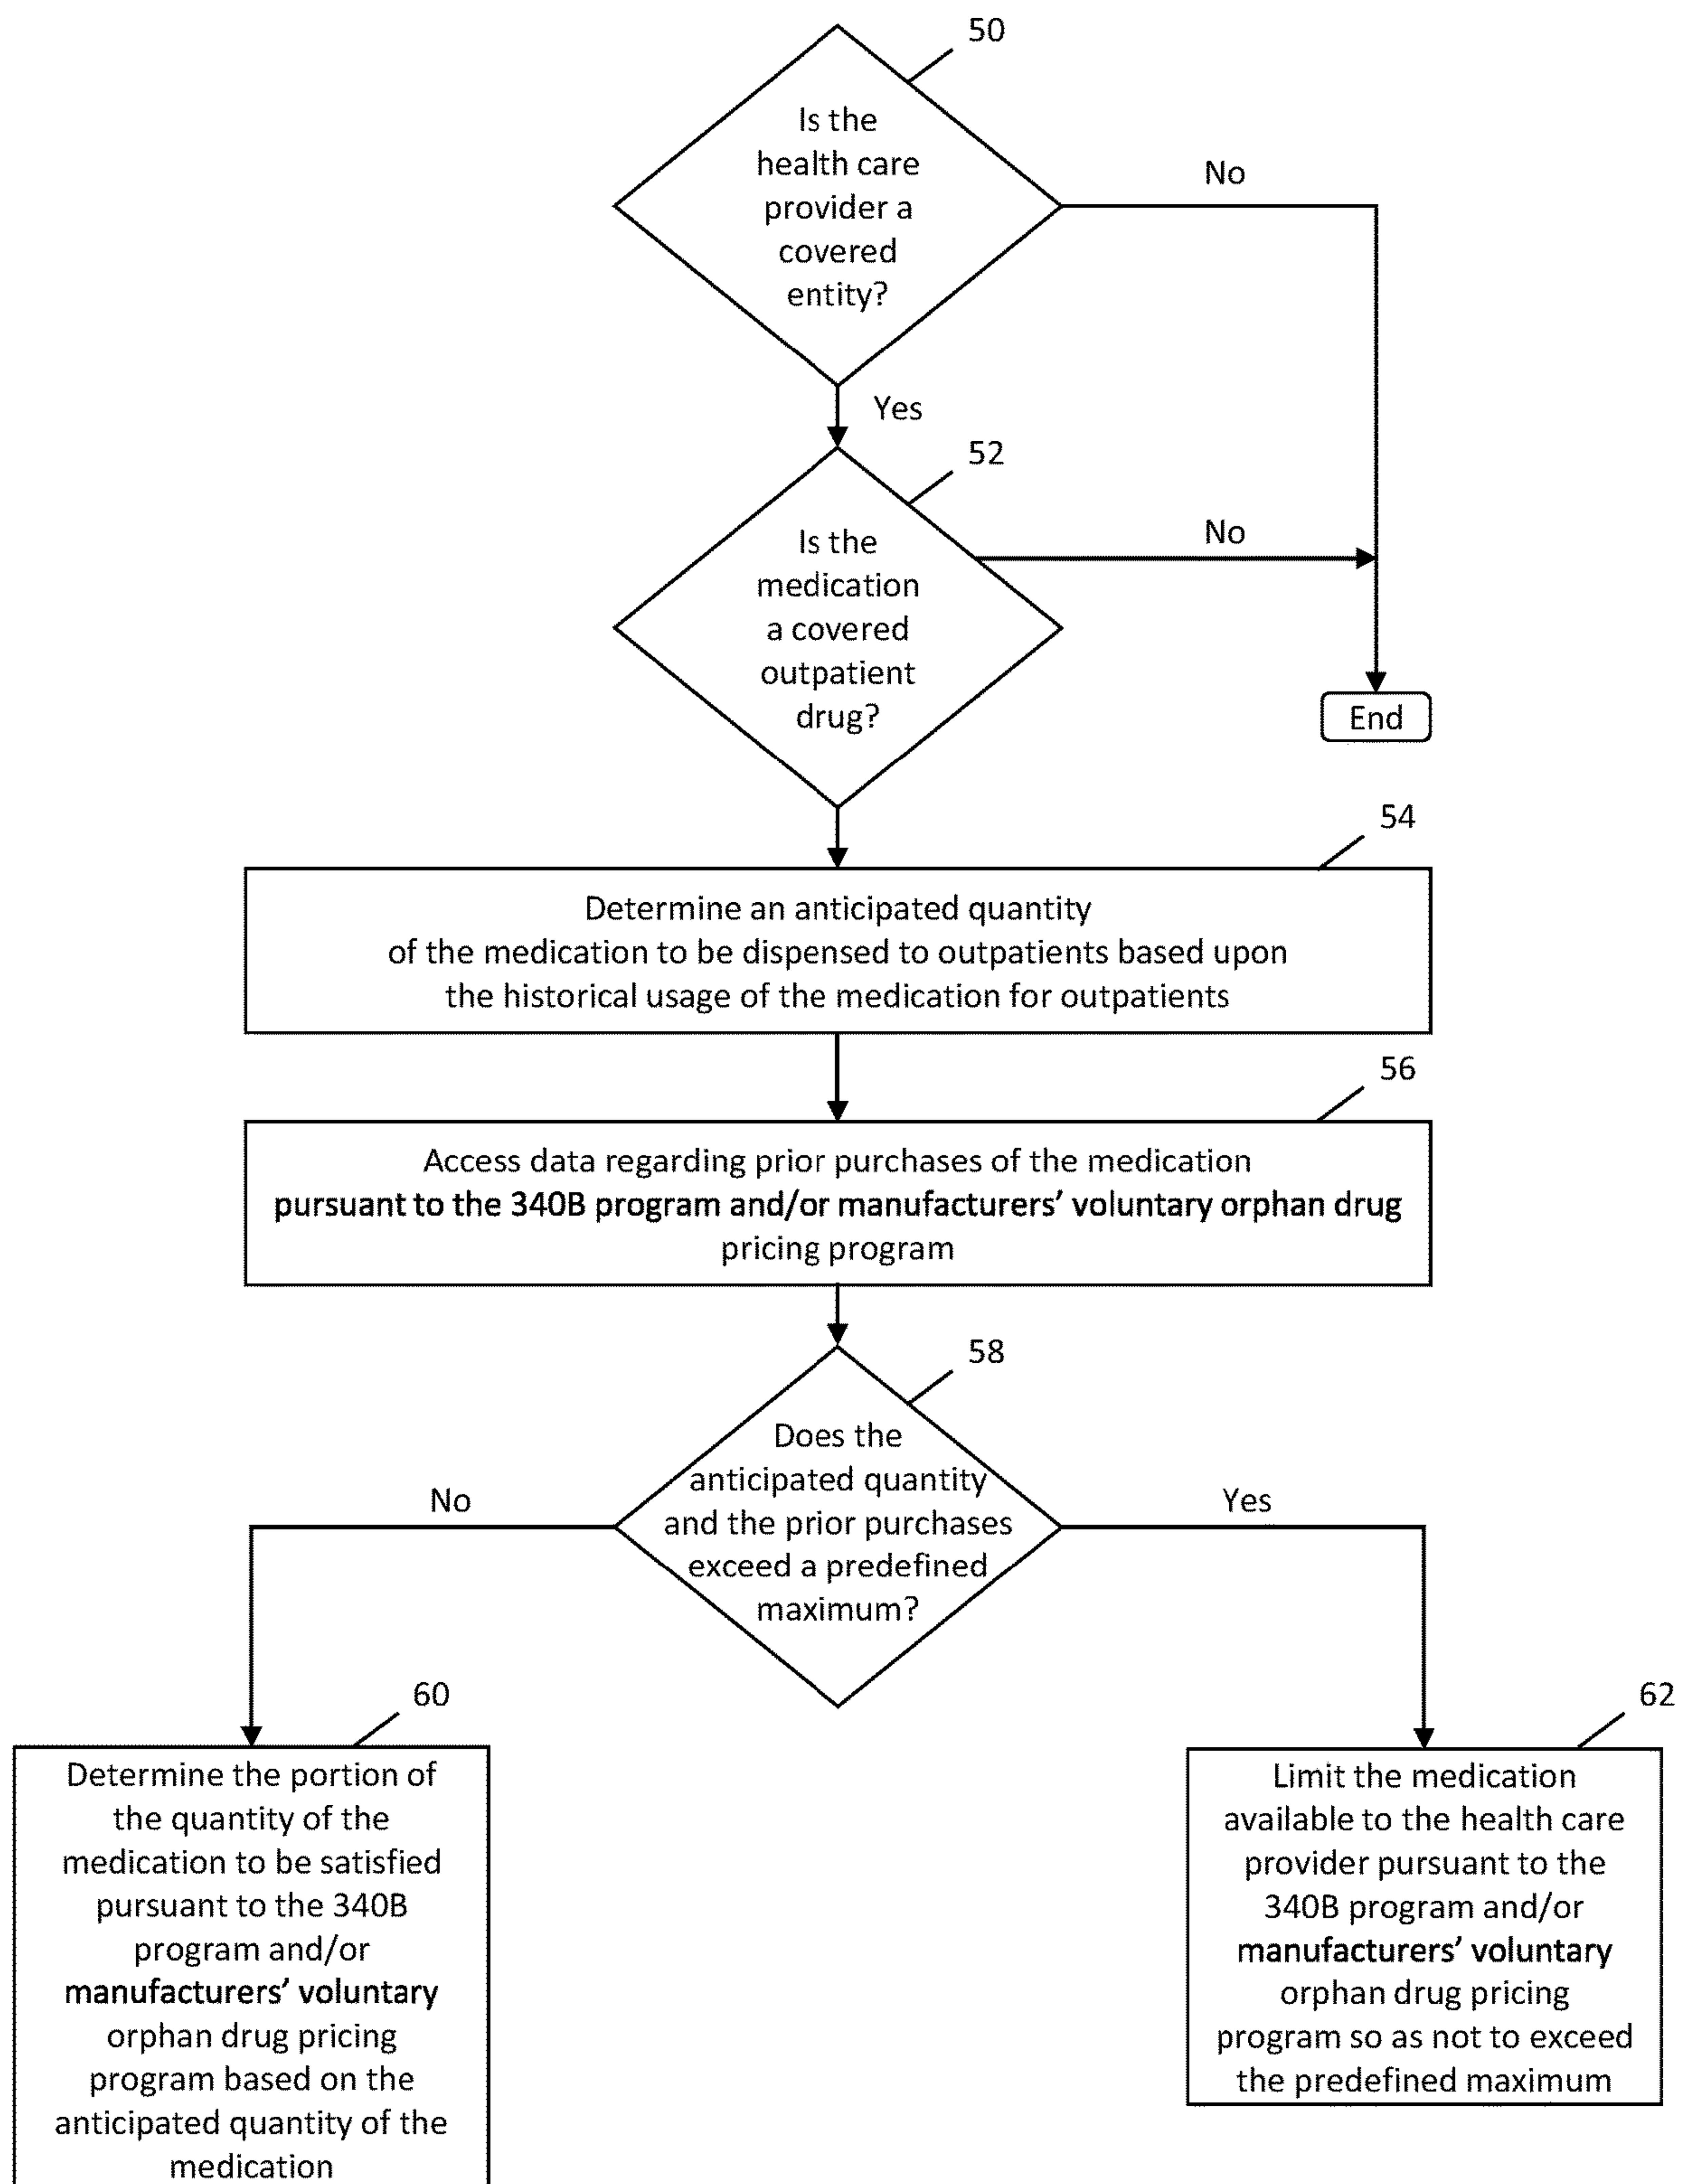 50
Is the
health care
provider a
covered
entity?
No
Yes
52
Is the
medication
a covered
outpatient
drug?
No
End
54
Determine an anticipated quantity
of the medication to be dispensed to outpatients based upon
the historical usage of the medication for outpatients
56
Access data regarding prior purchases of the medication
pursuant to the 340B program and/or manufacturers’ voluntary orphan drug
pricing program
58
Does the
anticipated quantity
and the prior purchases
exceed a predefined
maximum?
No
Yes
60
Determine the portion of
the quantity of the
medication to be satisfied
pursuant to the 340B
program and/or
manufacturers’ voluntary
orphan drug pricing
program based on the
anticipated quantity of the
medication
62
Limit the medication
available to the health care
provider pursuant to the
340B program and/or
manufacturers’ voluntary
orphan drug pricing
program so as not to exceed
the predefined maximum